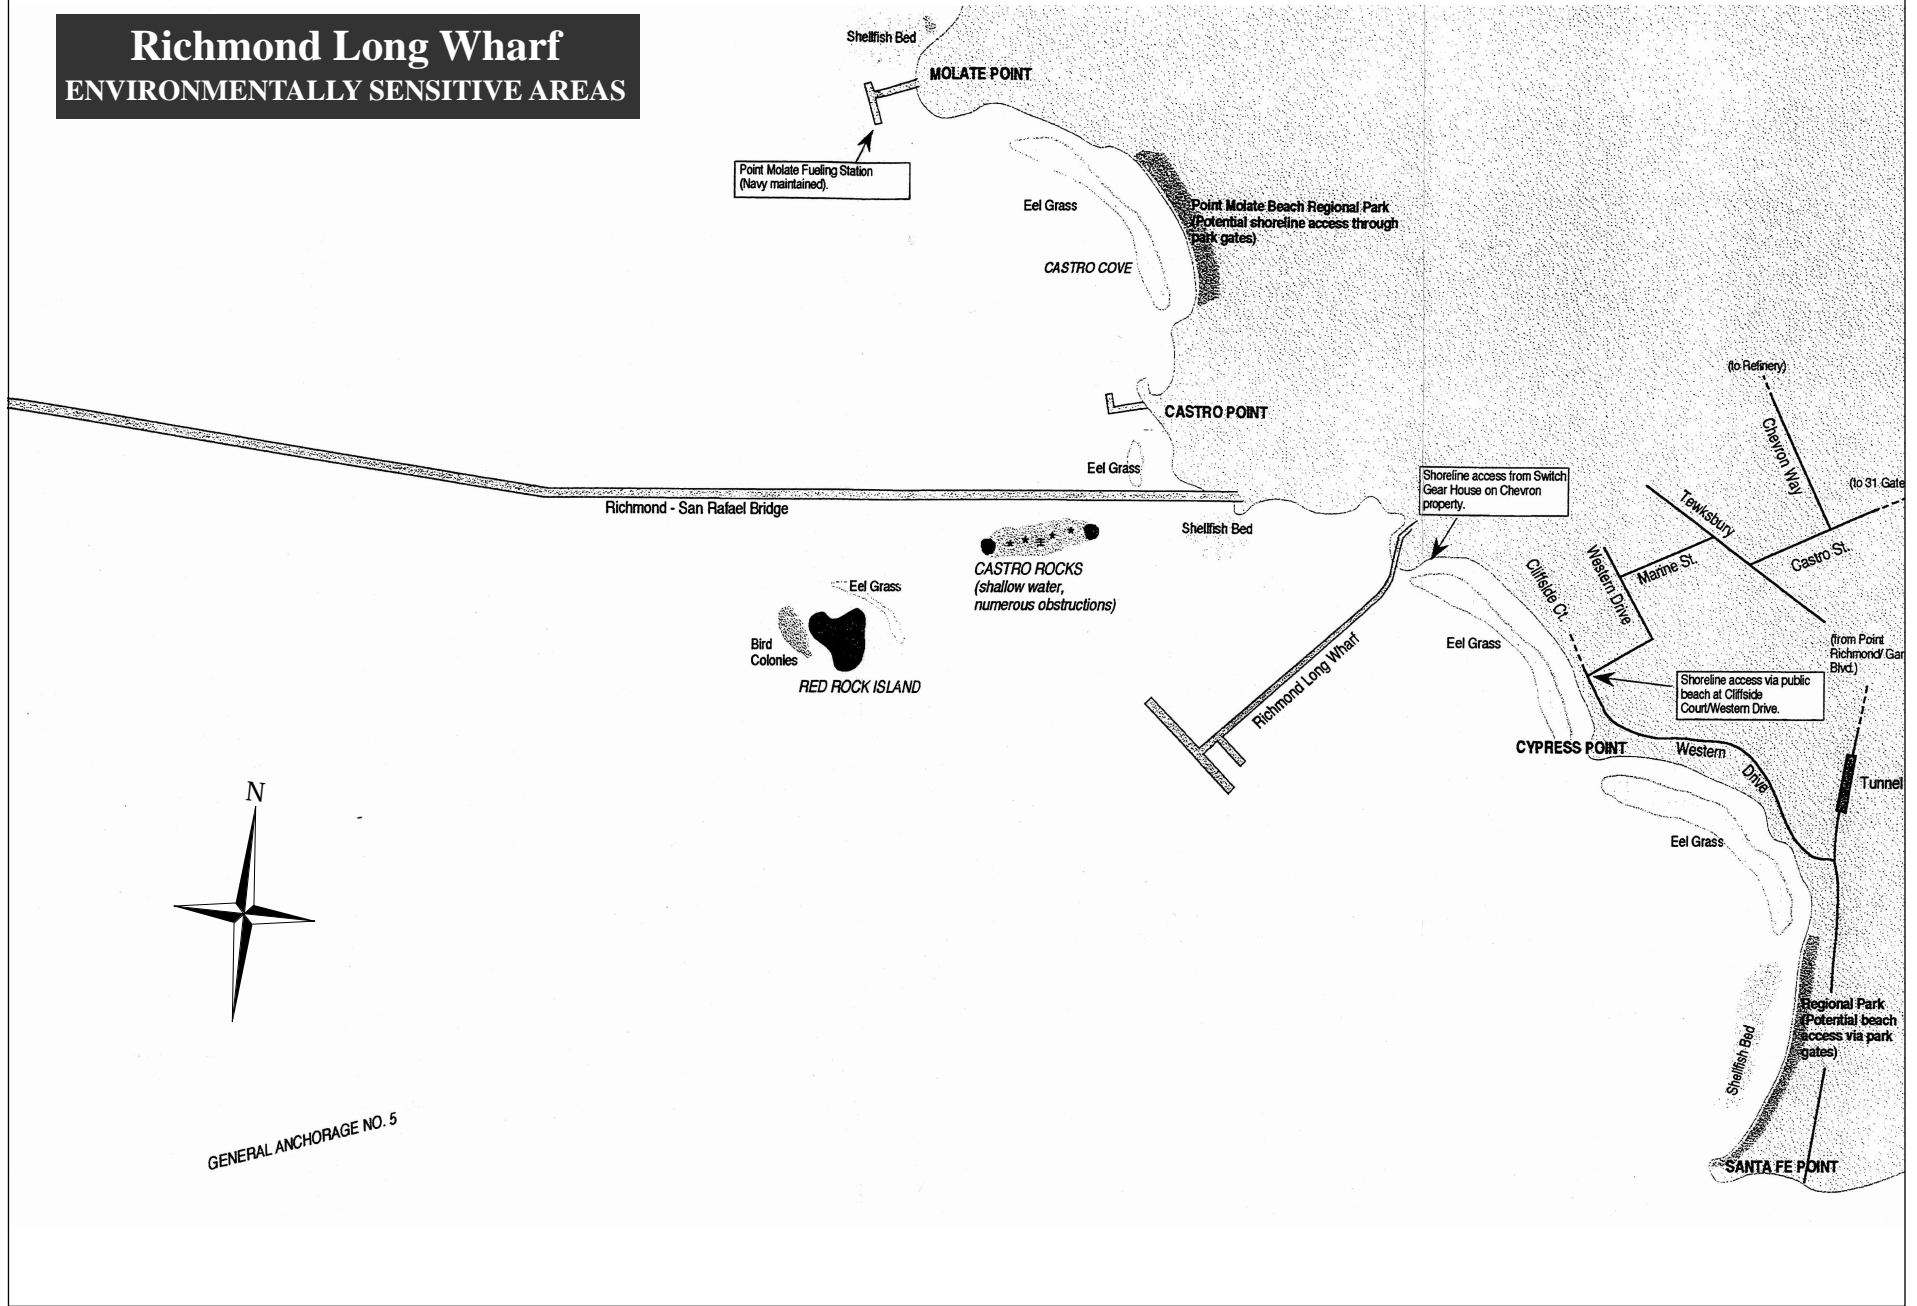 Richmond Long Wharf
ENVIRONMENTALLY SENSITIVE AREAS
Shellfish Bed
MOLATE POINT
Point Molate Fueling Station
(Navy maintained).
Eel Grass
Point Molate Beach Regional Park
(Potential shoreline access through
park gates)
CASTRO COVE
(to Refinery)
CASTRO POINT
Chevron Way
Eel Grass
Shoreline access from Switch
Gear House on Chevron
property.
(to 31 Gate
Tewksbury
Richmond - San Rafael Bridge
Shellfish Bed
Castro St.
Marine St.
Western Drive
Cliffside Ct.
CASTRO ROCKS
(shallow water,
numerous obstructions)
Eel Grass
Bird
Colonies
RED ROCK ISLAND
Eel Grass
Richmond Long Wharf
(from Point
Richmond/ Gar
Blvd.)
Shoreline access via public
beach at Cliffside
Court/Western Drive.
CYPRESS POINT
Western
Drive
Tunnel
N
Eel Grass
Regional Park
(Potential beach
access via park
gates)
Shellfish Bed
GENERAL ANCHORAGE NO. 5
SANTA FE POINT